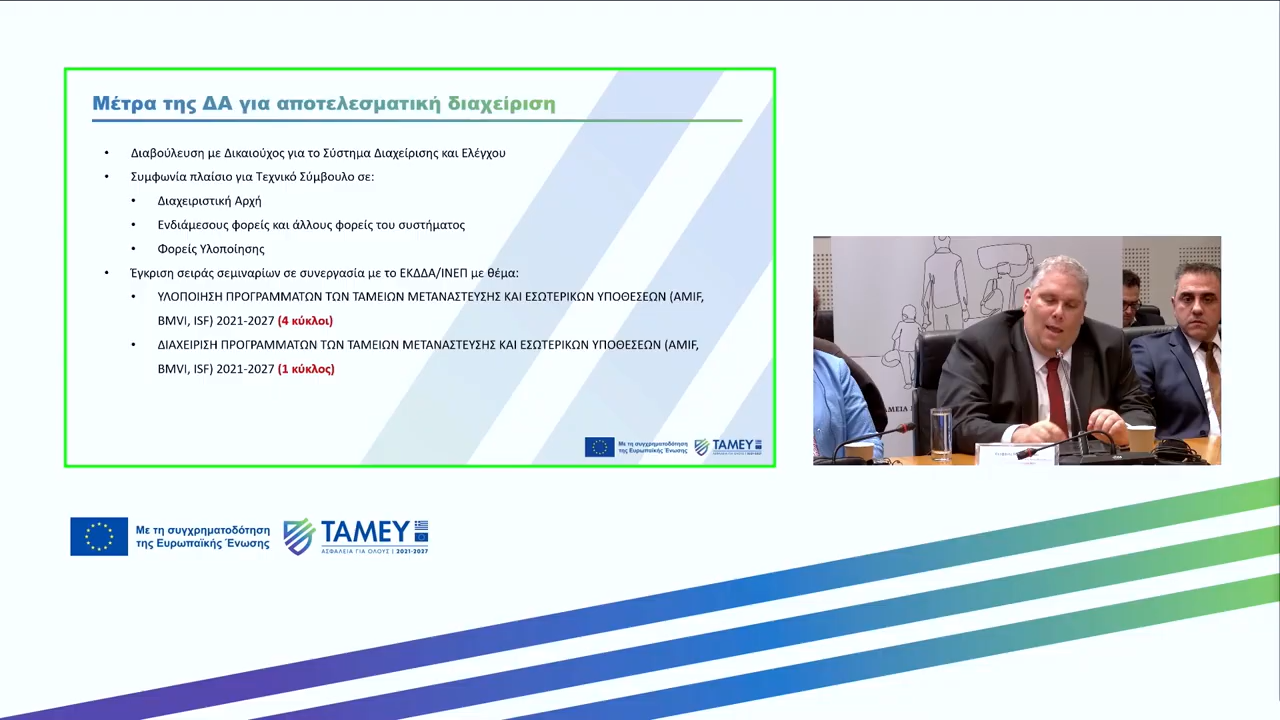 Μέτρα της ΔΑ για αποτελεσματική διαχείριση
• Διαβούλευση με Δικαιούχος για το Σύστημα Διαχείρισης και Ελέγχου
• Συμφωνία πλαίσιο για Τεχνικό Σύμβουλο σε:
• Διαχειριστική Αρχή
• Ενδιάμεσους φορείς και άλλους φορείς του συστήματος
• Φορείς Υλοποίησης
• Έγκριση σειράς σεμιναρίων σε συνεργασία με το ΕΚΔΔΑ/ΙΝΕΠ με θέμα:
• ΥΛΟΠΟΙΗΣΗ ΠΡΟΓΡΑΜΜΑΤΩΝ ΤΩΝ ΤΑΜΕΙΩΝ ΜΕΤΑΝΑΣΤΕΥΣΗΣ ΚΑΙ ΕΣΩΤΕΡΙΚΩΝ ΥΠΟΘΕΣΕΩΝ (AMIF,
BMVI, ISF) 2021-2027 (4 κύκλοι)
• ΔΙΑΧΕΙΡΙΣΗ ΠΡΟΓΡΑΜΜΑΤΩΝ ΤΩΝ ΤΑΜΕΙΩΝ ΜΕΤΑΝΑΣΤΕΥΣΗΣ ΚΑΙ ΕΣΩΤΕΡΙΚΩΝ ΥΠΟΘΕΣΕΩΝ (AMIF,
BMVI, ISF) 2021-2027 (1 κύκλος)
Με τη συγχρηματοδότηση
της Ευρωπαϊκής Ένωσης
TAMEY
Με τη συγχρηματοδότηση
της Ευρωπαϊκής Ένωσης
TAMEY
ΑΣΦΑΛΕΙΑ ΓΙΑ ΟΛΟΥΣ | 2021-2027